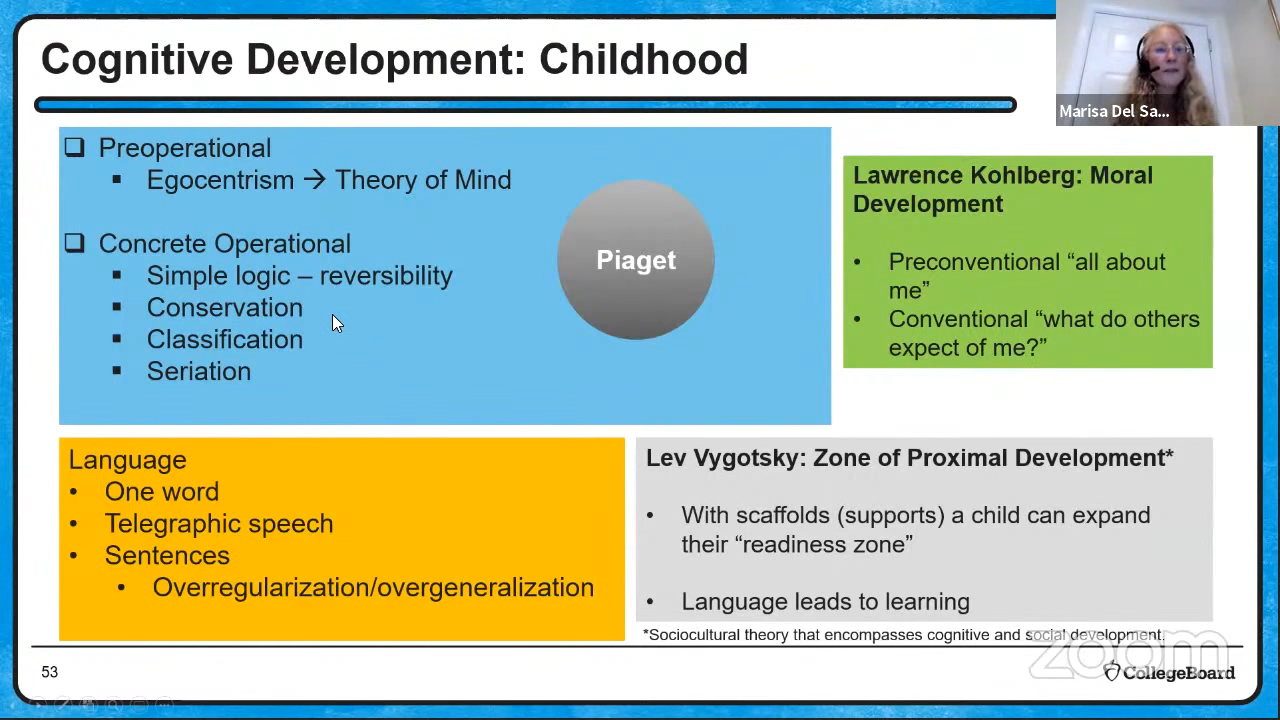 Cognitive Development: Childhood
Marisa Del Sa...
Preoperational
Egocentrism → Theory of Mind
Concrete Operational
Simple logic – reversibility
Conservation
Classification
Seriation
Piaget
Lawrence Kohlberg: Moral
Development
Preconventional “all about
me”
Conventional “what do others
expect of me?”
Language
One word
Telegraphic speech
Sentences
Overregularization/overgeneralization
Lev Vygotsky: Zone of Proximal Development*
With scaffolds (supports) a child can expand
their “readiness zone”
Language leads to learning
*Sociocultural theory that encompasses cognitive and social development.
zoom
53
CollegeBoard